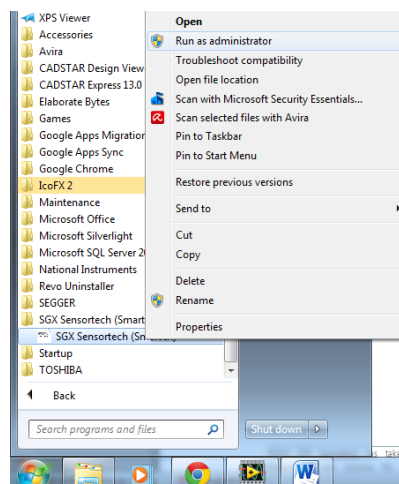 XPS Viewer
Accessories
Avira
CADSTAR Design View
CADSTAR Express 13.0
Elaborate Bytes
Games
Google Apps Migration
Google Apps Sync
Google Chrome
IcoFX 2
Maintenance
Microsoft Office
Microsoft Silverlight
Microsoft SQL Server 20
National Instruments
Revo Uninstaller
SEGGER
SGX Sensortech (Smart
SGX Sensortech
Startup
TOSHIBA
Back
Search programs and files
Shut down
Open
Run as administrator
Troubleshoot compatibility
Open file location
Scan with Microsoft Security Essentials...
Scan selected files with Avira
Pin to Taskbar
Pin to Start Menu
Restore previous versions
Send to
Cut
Copy
Delete
Rename
Properties